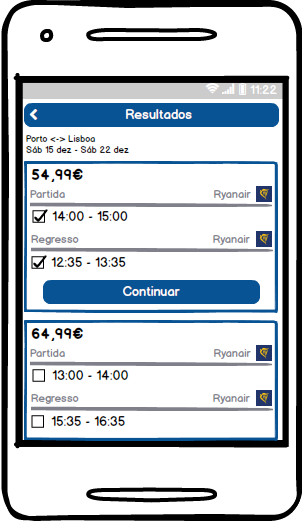 11:22
Resultados
Porto <-> Lisboa
Sáb 15 dez - Sáb 22 dez
54,99€
Partida Ryanair
14:00 - 15:00
Regresso Ryanair
12:35 - 13:35
Continuar
64,99€
Partida Ryanair
13:00 - 14:00
Regresso Ryanair
15:35 - 16:35